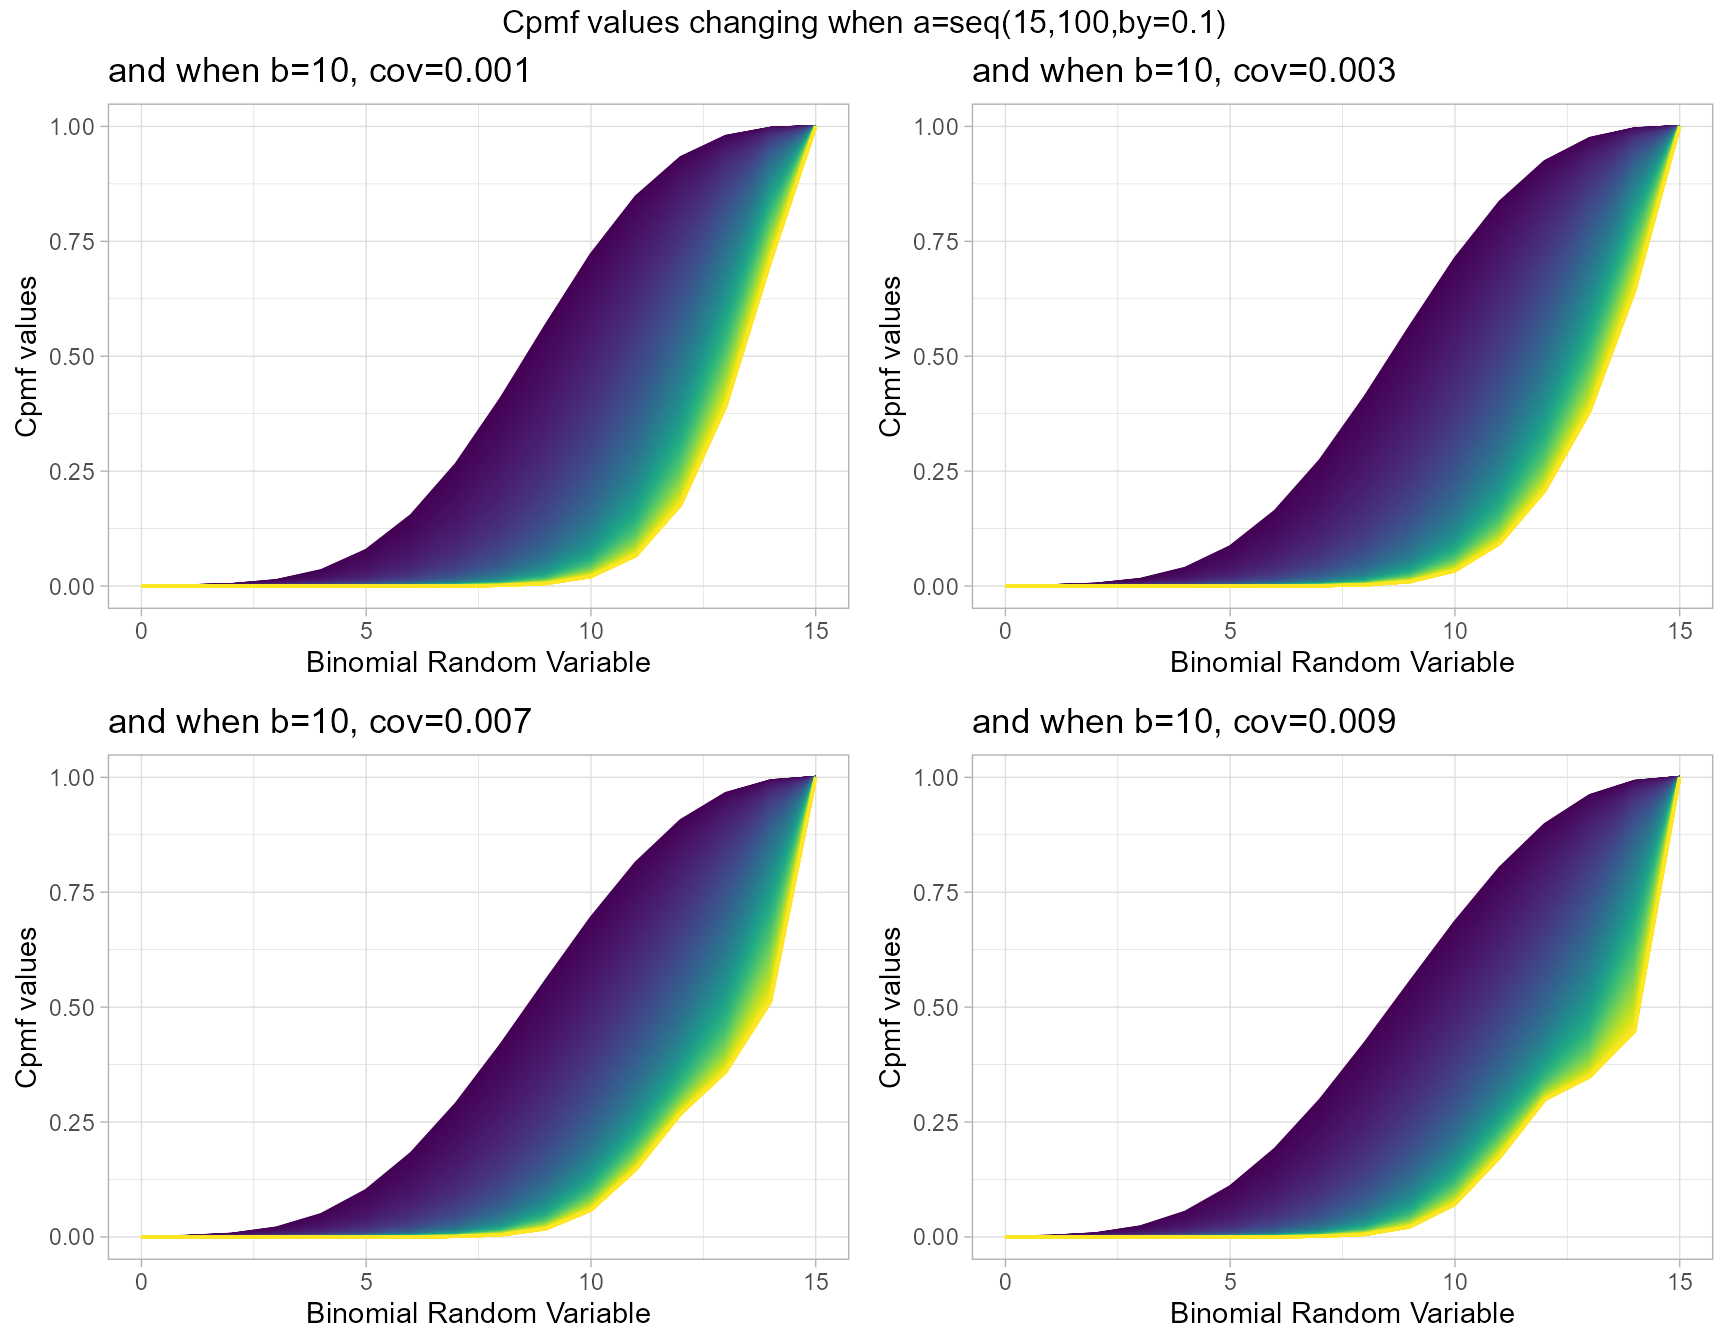 Cpmf values changing when a=seq(15,100,by=0.1)
and when b=10, cov=0.001
1.00
0.75
0.50
0.25
0.00
Cpmf values
0 5 10 15
Binomial Random Variable
and when b=10, cov=0.003
1.00
0.75
0.50
0.25
0.00
Cpmf values
0 5 10 15
Binomial Random Variable
and when b=10, cov=0.007
1.00
0.75
0.50
0.25
0.00
Cpmf values
0 5 10 15
Binomial Random Variable
and when b=10, cov=0.009
1.00
0.75
0.50
0.25
0.00
Cpmf values
0 5 10 15
Binomial Random Variable